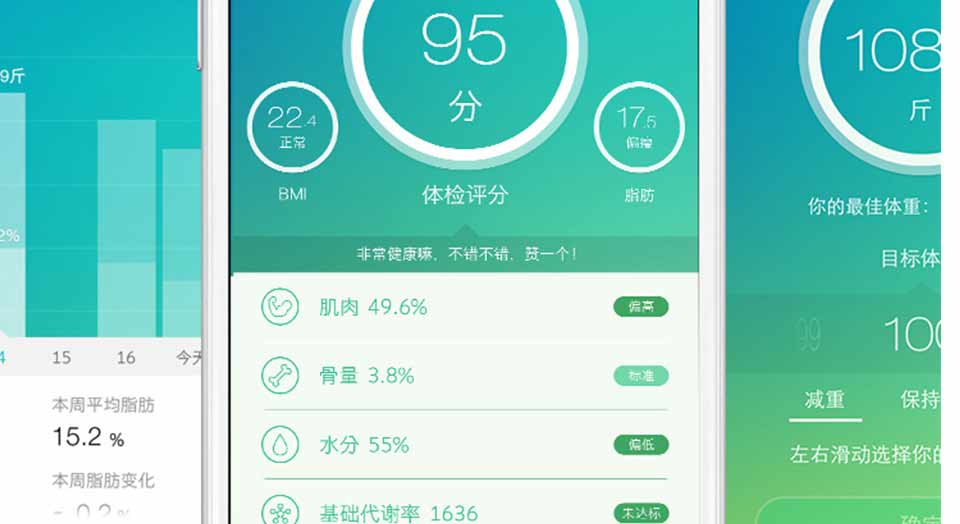 9斤
2%
4 15 16 今天
本周平均脂肪
15.2 %
本周脂肪变化
95
分
22.4
正常
BMI
体检评分
17.5
偏瘦
脂肪
非常健康嘛，不错不错，赞一个！
肌肉 49.6% 偏高
骨量 3.8% 标准
水分 55% 偏低
基础代谢率 1636 未达标
108
斤
你的最佳体重：
目标体
99 100
减重 保持
左右滑动选择你的
确定